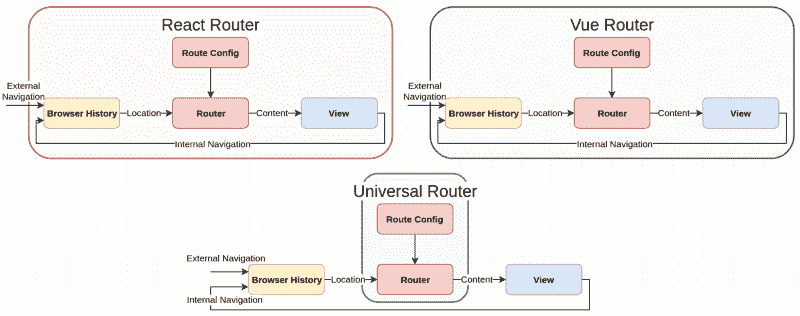 React Router
Route Config
External
Navigation
Browser History
Location
Router
Content
View
Internal Navigation
Vue Router
Route Config
External
Navigation
Browser History
Location
Router
Content
View
Internal Navigation
Universal Router
Route Config
External Navigation
Browser History
Location
Router
Content
View
Internal Navigation